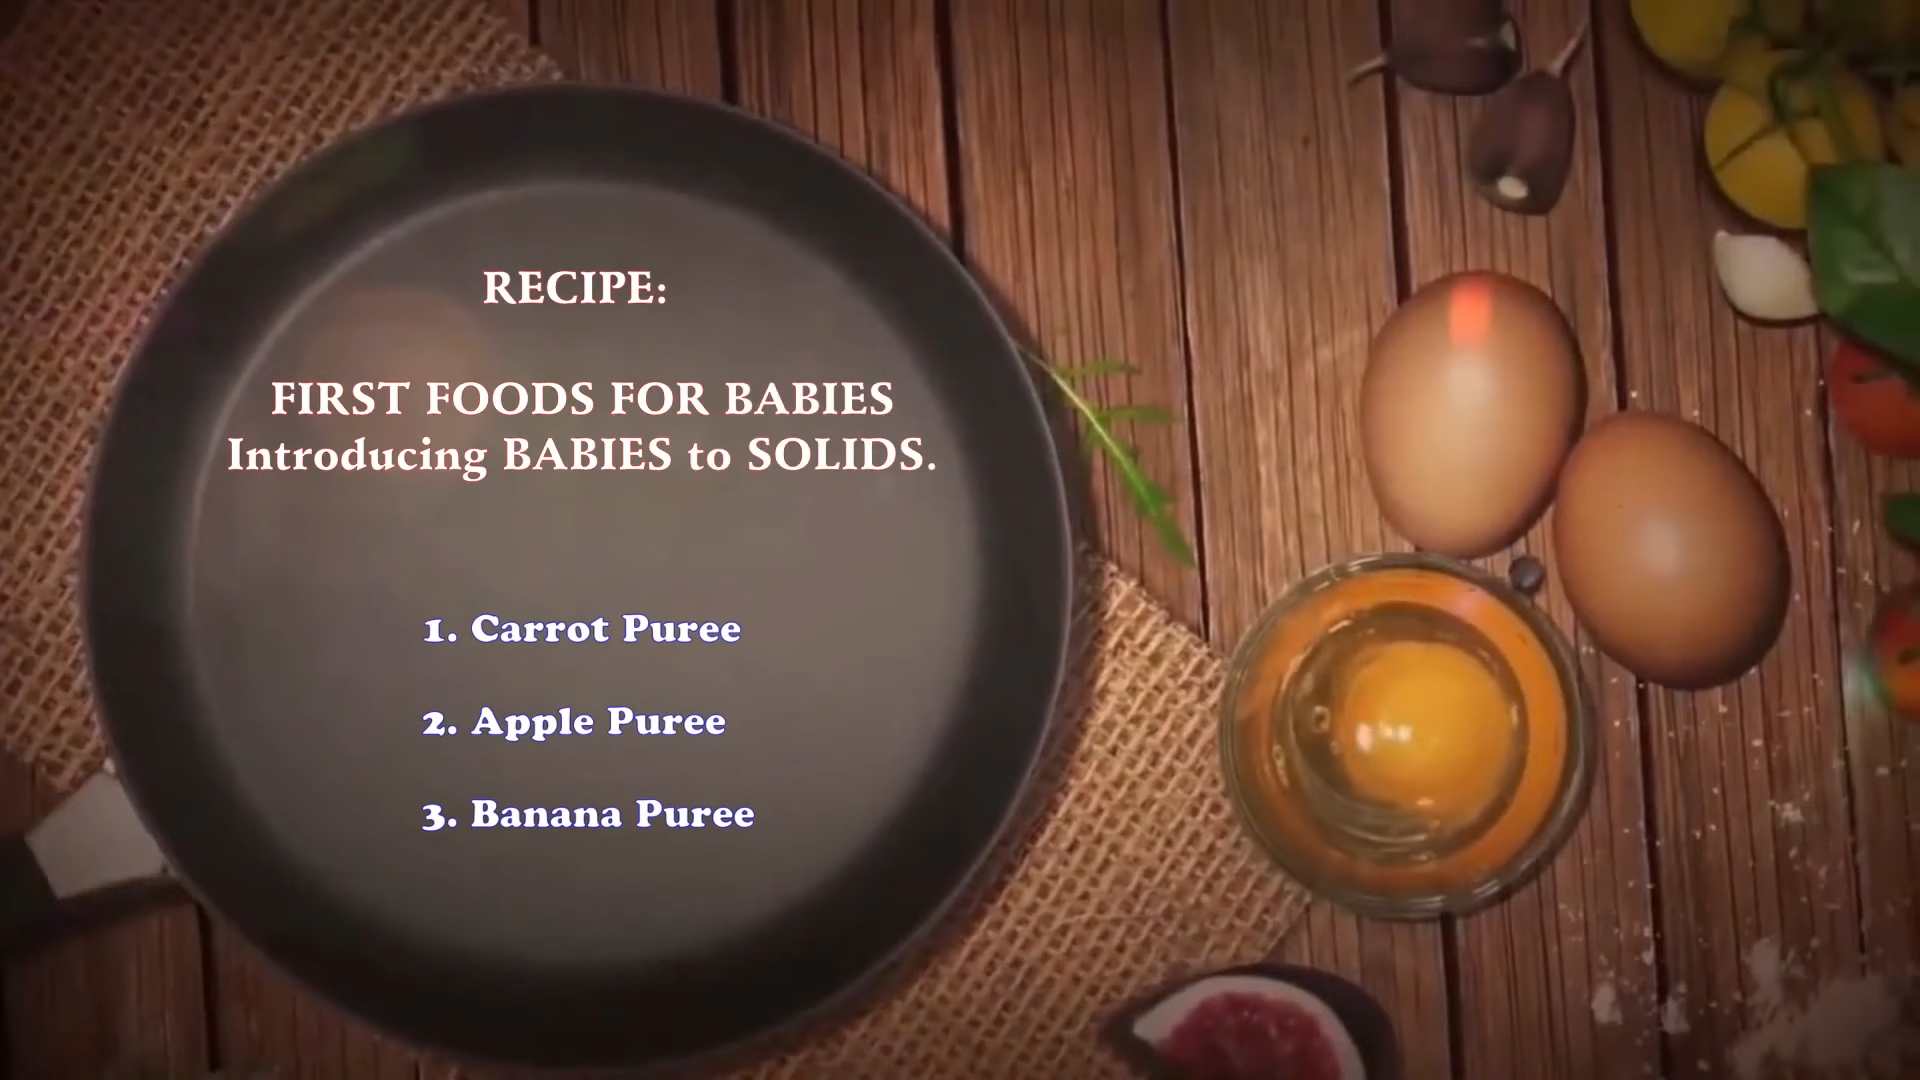 RECIPE:
FIRST FOODS FOR BABIES
Introducing BABIES to SOLIDS.
1. Carrot Puree
2. Apple Puree
3. Banana Puree